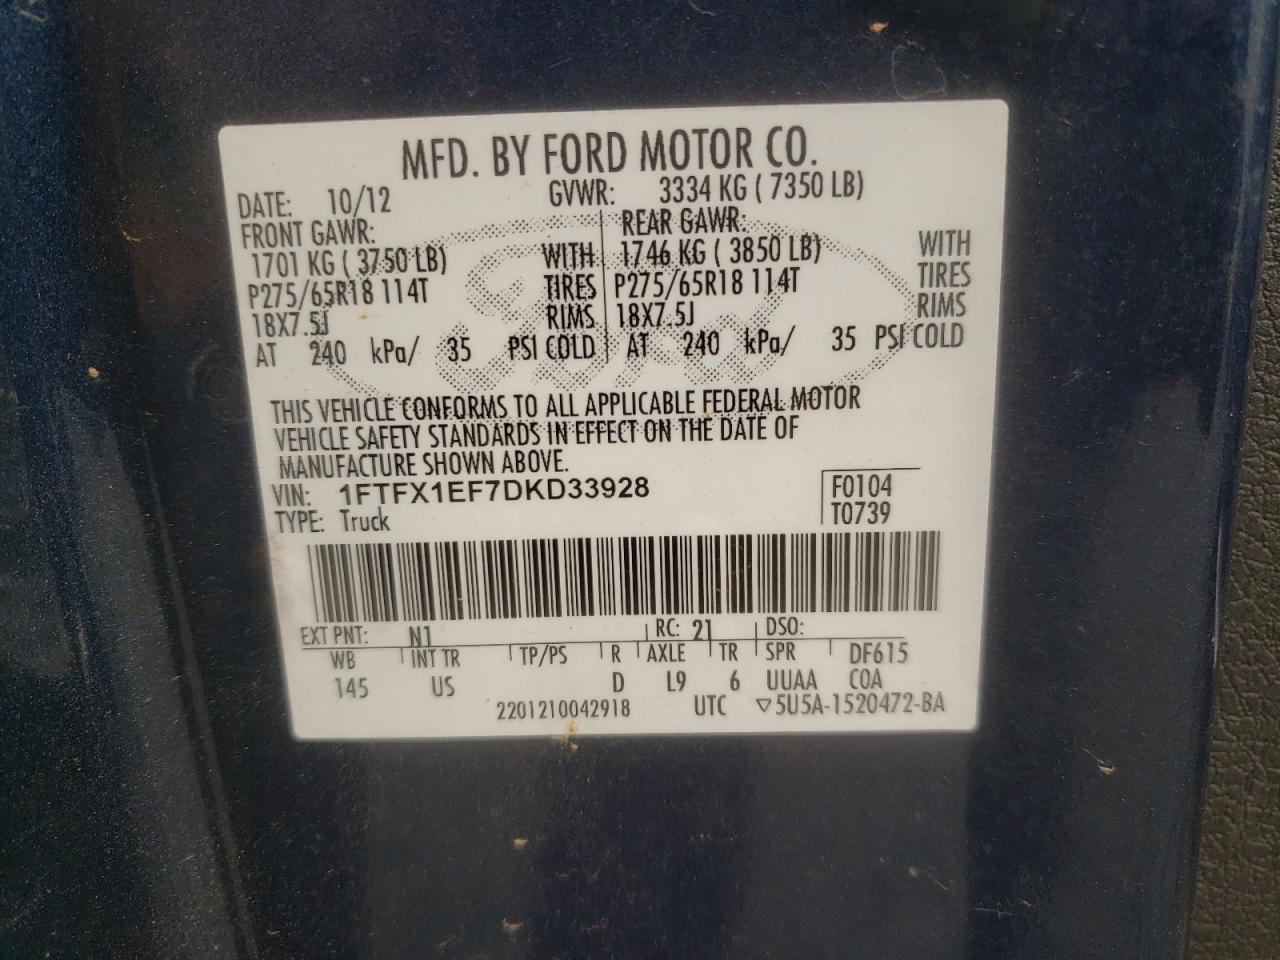 MFD. BY FORD MOTOR CO.
DATE: 10/12 GVWR: 3334 KG ( 7350 LB)
FRONT GAWR: REAR GAWR:
1701 KG ( 3750 LB) WITH 1746 KG ( 3850 LB) WITH
P275/65R18 114T TIRES P275/65R18 114T TIRES
18X7.5J RIMS 18X7.5J RIMS
AT 240 kPa/ 35 PSI COLD AT 240 kPa/ 35 PSI COLD
THIS VEHICLE CONFORMS TO ALL APPLICABLE FEDERAL MOTOR
VEHICLE SAFETY STANDARDS IN EFFECT ON THE DATE OF
MANUFACTURE SHOWN ABOVE.
VIN: 1FTFX1EF7DKD33928 F0104
TYPE: Truck T0739
EXT PNT: N1 RC: 21 DSO:
WB INT TR TP/PS R AXLE TR SPR DF615
145 US D L9 6 UUAA COA
2201210042918 UTC ▽5U5A-1520472-BA